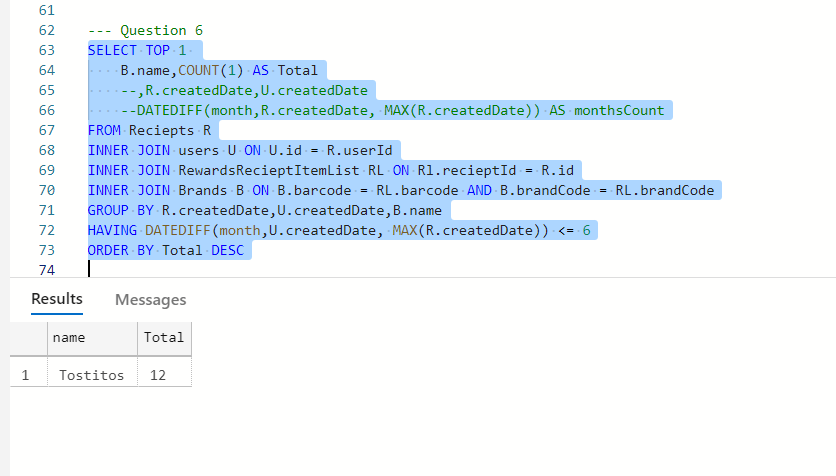 61
62 --- Question 6
63 SELECT TOP 1
64 B.name,COUNT(1) AS Total
65 --,R.createdDate,U.createdDate
66 --DATEDIFF(month,R.createdDate, MAX(R.createdDate)) AS monthsCount
67 FROM Reciepts R
68 INNER JOIN users U ON U.id = R.userId
69 INNER JOIN RewardsRecieptItemList RL ON Rl.recieptId = R.id
70 INNER JOIN Brands B ON B.barcode = RL.barcode AND B.brandCode = RL.brandCode
71 GROUP BY R.createdDate,U.createdDate,B.name
72 HAVING DATEDIFF(month,U.createdDate, MAX(R.createdDate)) <= 6
73 ORDER BY Total DESC
74
Results Messages
name Total
1 Tostitos 12